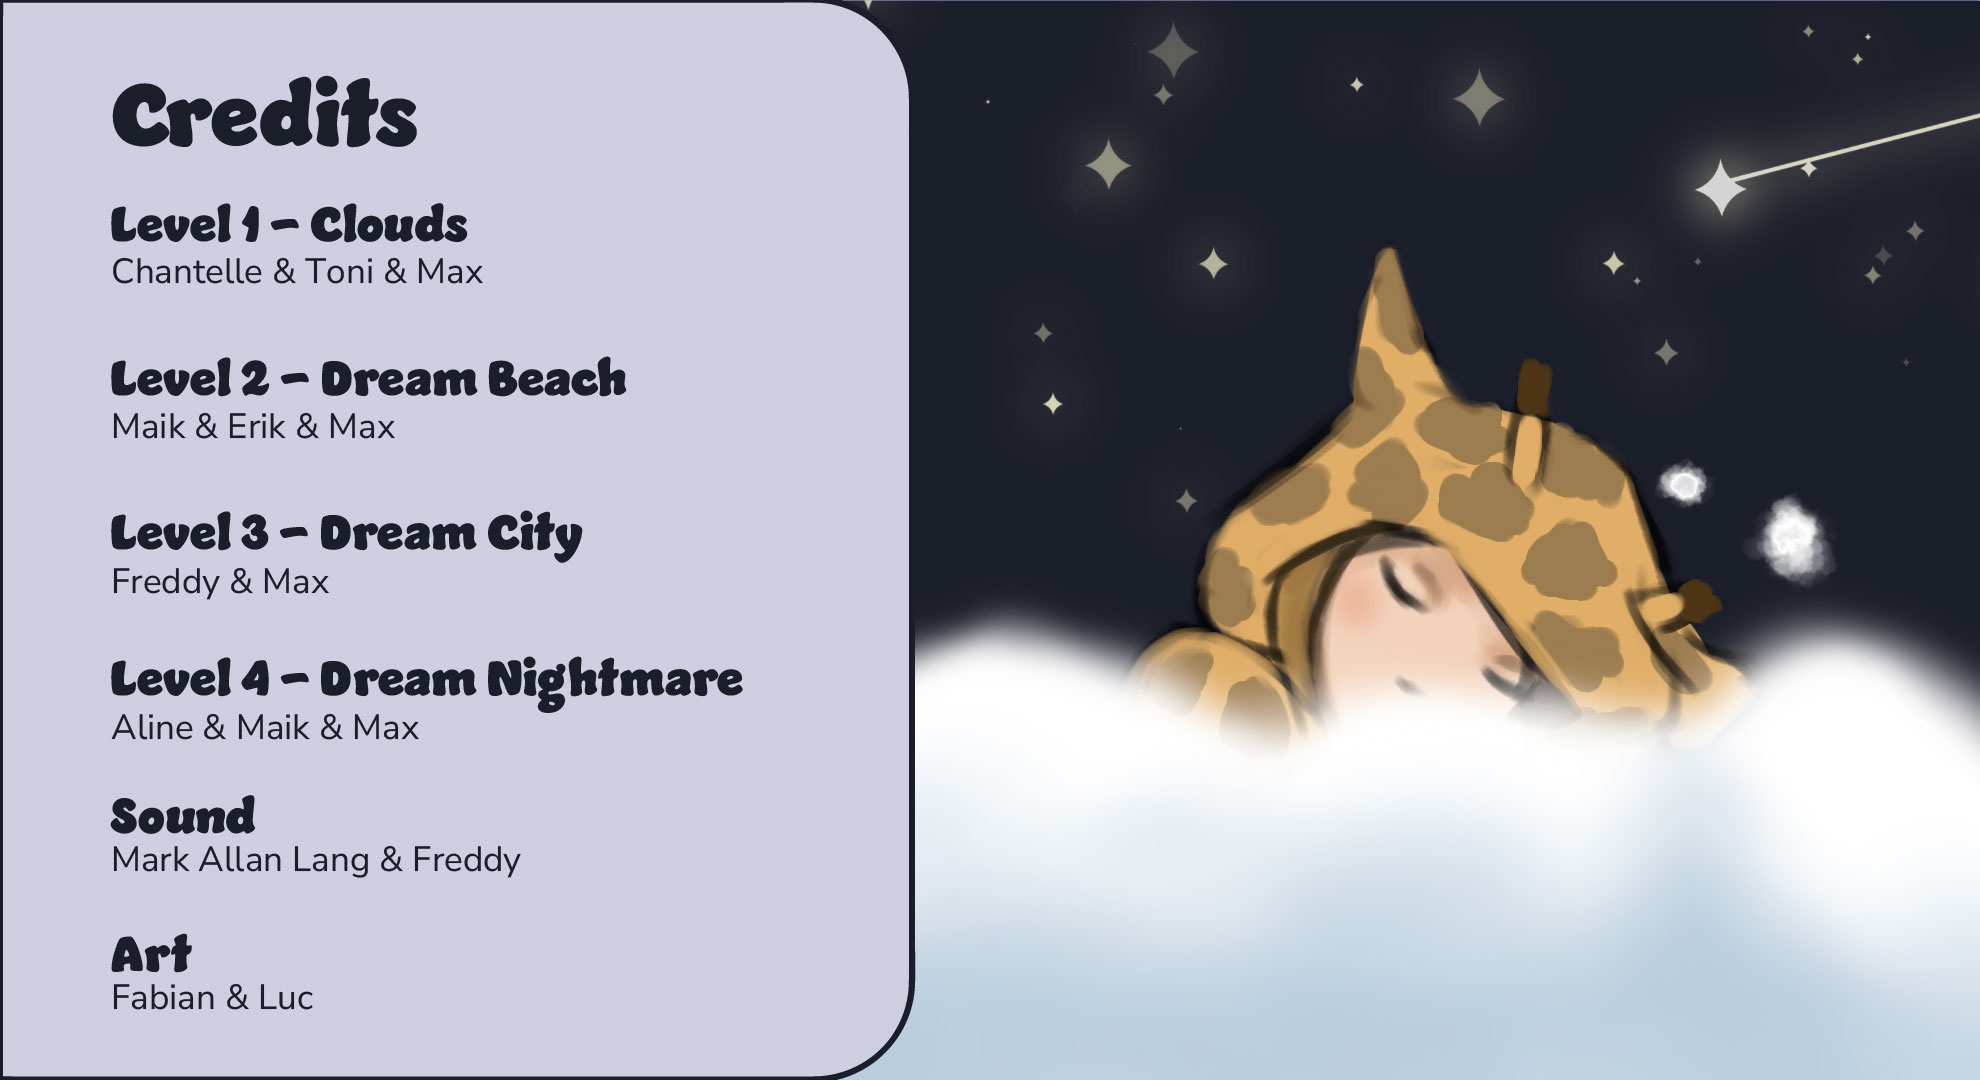 Credits
Level 1 – Clouds
Chantelle & Toni & Max
Level 2 – Dream Beach
Maik & Erik & Max
Level 3 – Dream City
Freddy & Max
Level 4 – Dream Nightmare
Aline & Maik & Max
Sound
Mark Allan Lang & Freddy
Art
Fabian & Luc